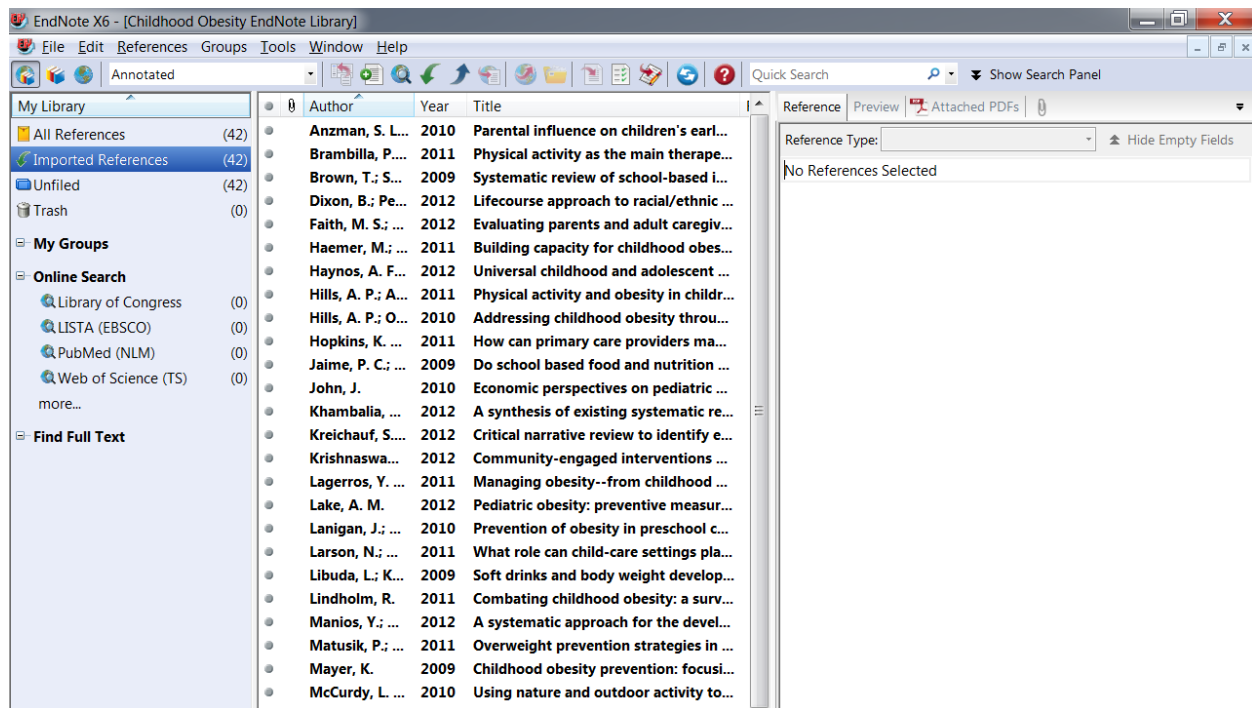 EndNote X6 - [Childhood Obesity EndNote Library]
File Edit References Groups Tools Window Help
Annotated Quick Search Show Search Panel
My Library
All References (42)
Imported References (42)
Unfiled (42)
Trash (0)
My Groups
Online Search
Library of Congress (0)
LISTA (EBSCO) (0)
PubMed (NLM) (0)
Web of Science (TS) (0)
more...
Find Full Text
Author Year Title
Anzman, S. L... 2010 Parental influence on children's earl...
Brambilla, P.... 2011 Physical activity as the main therape...
Brown, T.; S... 2009 Systematic review of school-based i...
Dixon, B.; Pe... 2012 Lifecourse approach to racial/ethnic ...
Faith, M. S.; ... 2012 Evaluating parents and adult caregiv...
Haemer, M.; ... 2011 Building capacity for childhood obes...
Haynos, A. F... 2012 Universal childhood and adolescent ...
Hills, A. P.; A... 2011 Physical activity and obesity in childr...
Hills, A. P.; O... 2010 Addressing childhood obesity throu...
Hopkins, K. ... 2011 How can primary care providers ma...
Jaime, P. C.; ... 2009 Do school based food and nutrition ...
John, J. 2010 Economic perspectives on pediatric ...
Khambalia, ... 2012 A synthesis of existing systematic re...
Kreichauf, S.... 2012 Critical narrative review to identify e...
Krishnaswa... 2012 Community-engaged interventions ...
Lagerros, Y. ... 2011 Managing obesity--from childhood ...
Lake, A. M. 2012 Pediatric obesity: preventive measur...
Lanigan, J.; ... 2010 Prevention of obesity in preschool c...
Larson, N.; ... 2011 What role can child-care settings pla...
Libuda, L.; K... 2009 Soft drinks and body weight develop...
Lindholm, R. 2011 Combating childhood obesity: a surv...
Manios, Y.; ... 2012 A systematic approach for the devel...
Matusik, P.; ... 2011 Overweight prevention strategies in ...
Mayer, K. 2009 Childhood obesity prevention: focusi...
McCurdy, L. ... 2010 Using nature and outdoor activity to...
Reference Preview Attached PDFs
Reference Type: Hide Empty Fields
No References Selected